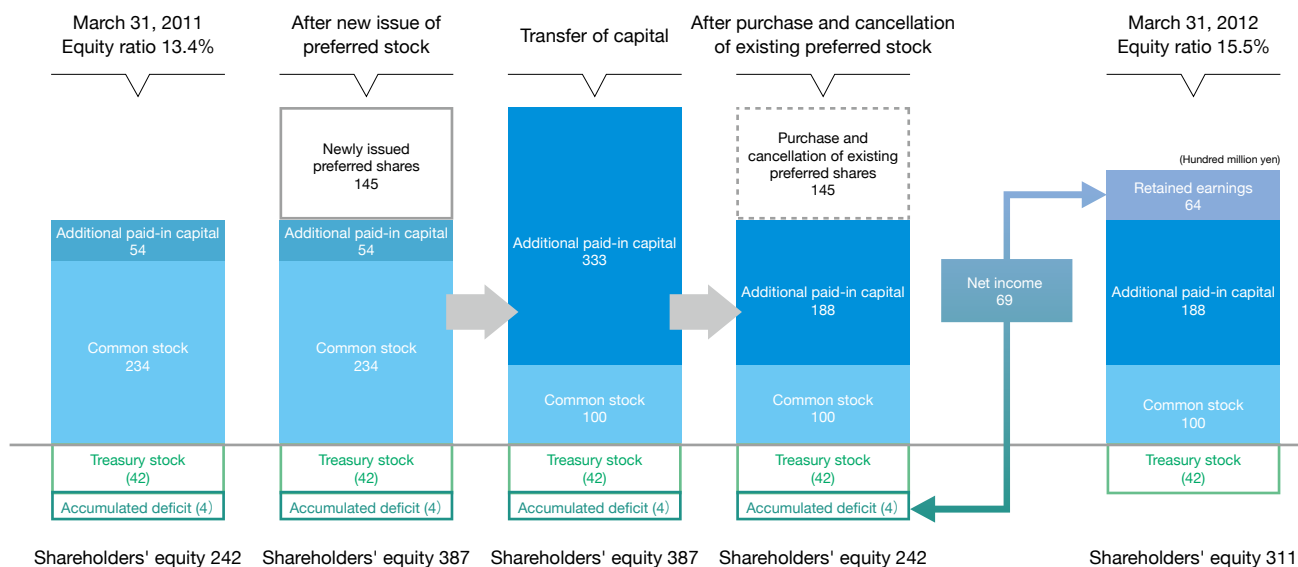 March 31, 2011
Equity ratio 13.4%
After new issue of
preferred stock
Transfer of capital
After purchase and cancellation
of existing preferred stock
March 31, 2012
Equity ratio 15.5%
(Hundred million yen)
Additional paid-in capital
54
Common stock
234
Treasury stock
(42)
Accumulated deficit (4)
Shareholders' equity 242
Newly issued
preferred shares
145
Additional paid-in capital
54
Common stock
234
Treasury stock
(42)
Accumulated deficit (4)
Shareholders' equity 387
Additional paid-in capital
333
Common stock
100
Treasury stock
(42)
Accumulated deficit (4)
Shareholders' equity 387
Purchase and
cancellation of existing
preferred shares
145
Additional paid-in capital
188
Common stock
100
Treasury stock
(42)
Accumulated deficit (4)
Shareholders' equity 242
Net income
69
Retained earnings
64
Additional paid-in capital
188
Common stock
100
Treasury stock
(42)
Shareholders' equity 311